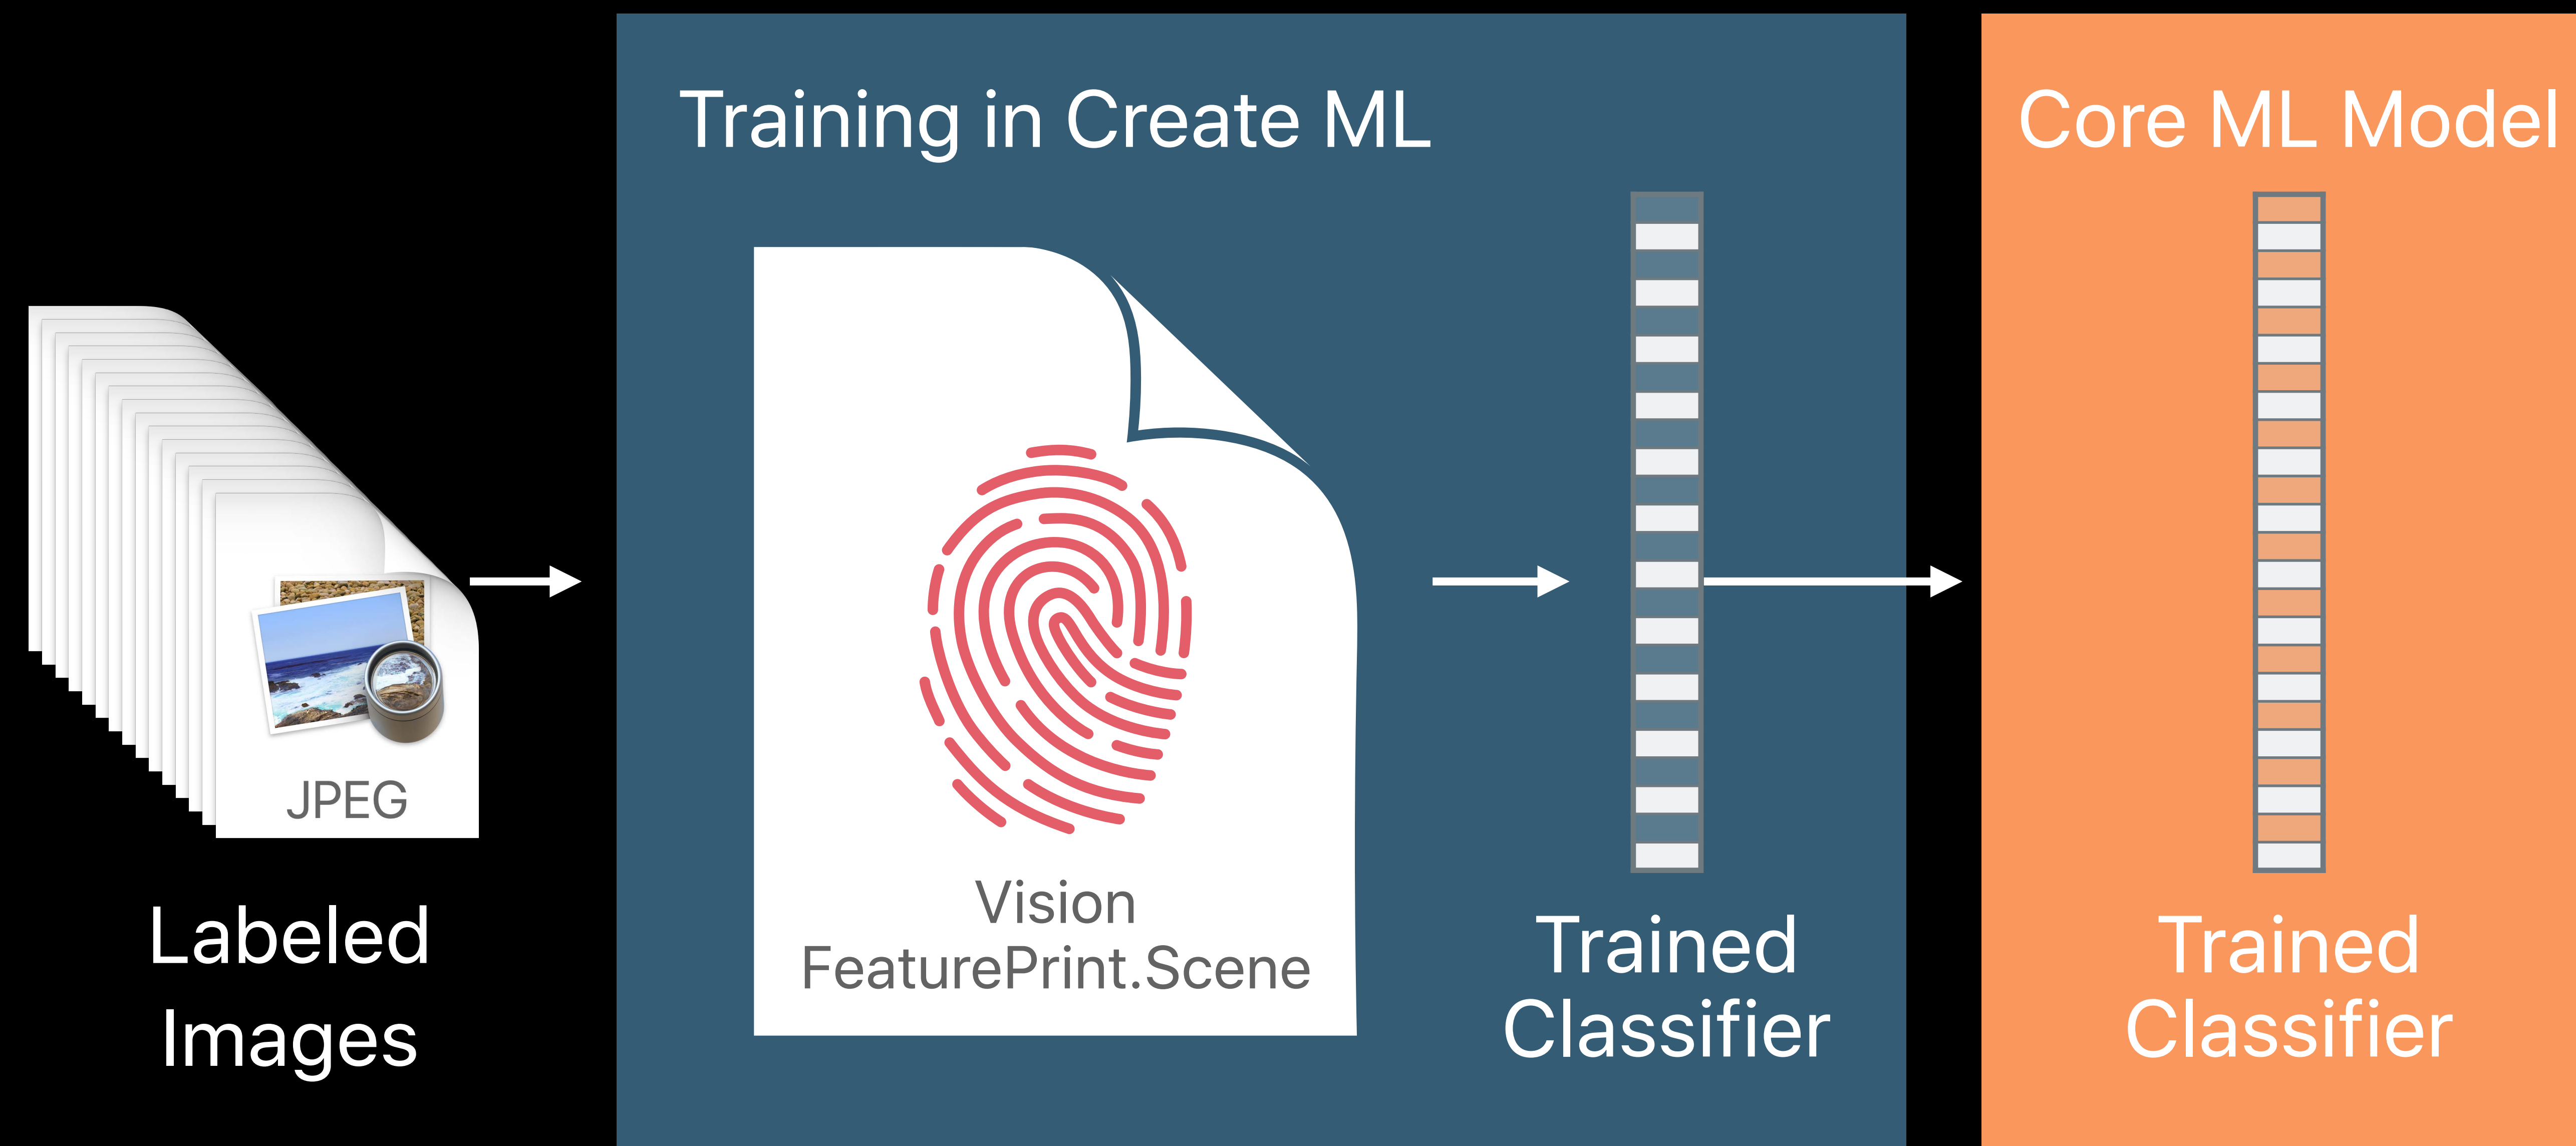 JPEG
Labeled
Images
Training in Create ML
Vision
FeaturePrint.Scene
Trained
Classifier
Core ML Model
Trained
Classifier